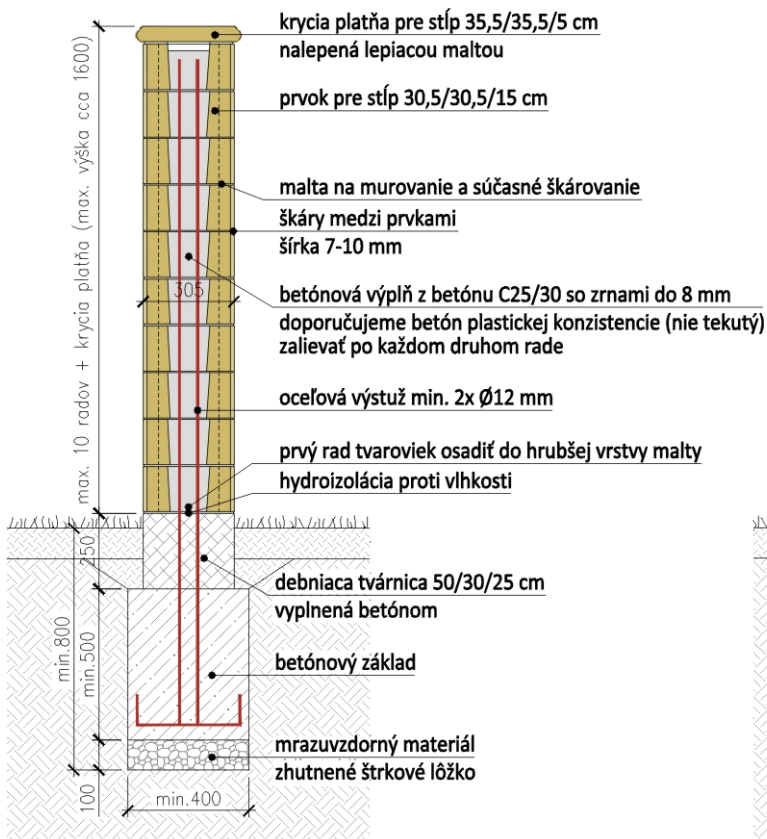 krycia platňa pre stĺp 35,5/35,5/5 cm
nalepená lepiacou maltou
prvok pre stĺp 30,5/30,5/15 cm
malta na murovanie a súčasné škárovanie
škáry medzi prvkami
šírka 7-10 mm
betónová výplň z betónu C25/30 so zrnami do 8 mm
doporučujeme betón plastickej konzistencie (nie tekutý)
zalievať po každom druhom rade
oceľová výstuž min. 2x Ø12 mm
prvý rad tvaroviek osadiť do hrubšej vrstvy malty
hydroizolácia proti vlhkosti
debniaca tvárnica 50/30/25 cm
vyplnená betónom
betónový základ
mrazuvzdorný materiál
zhutnené štrkové lôžko
max. 10 radov + krycia platňa (max. výška cca 1600)
305
250
min.800
min.500
100
min.400